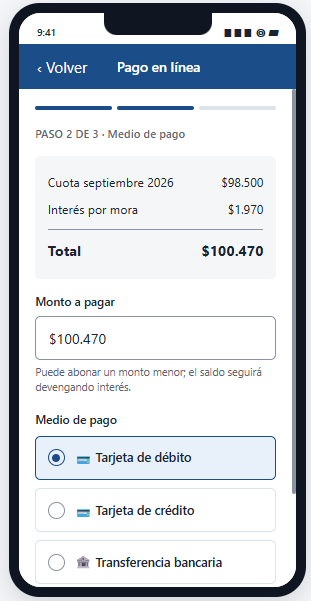 9:41
‹ Volver Pago en línea
PASO 2 DE 3 · Medio de pago
Cuota septiembre 2026 $98.500
Interés por mora $1.970
Total $100.470
Monto a pagar
$100.470
Puede abonar un monto menor; el saldo seguirá
devengando interés.
Medio de pago
Tarjeta de débito
Tarjeta de crédito
Transferencia bancaria